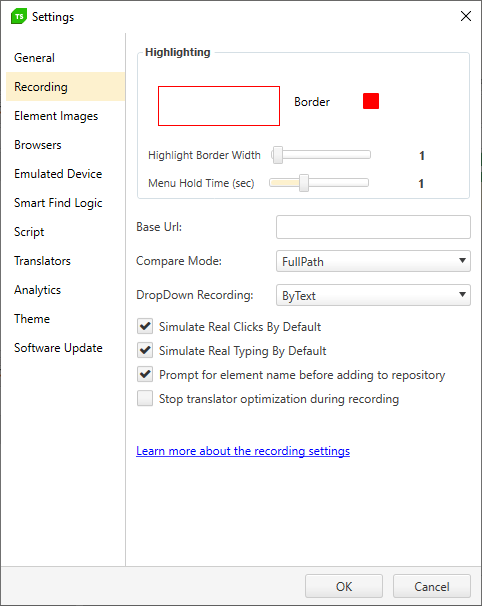 TS Settings
General
Recording
Element Images
Browsers
Emulated Device
Smart Find Logic
Script
Translators
Analytics
Theme
Software Update
Highlighting
Border
Highlight Border Width 1
Menu Hold Time (sec) 1
Base Url:
Compare Mode: FullPath
DropDown Recording: ByText
Simulate Real Clicks By Default
Simulate Real Typing By Default
Prompt for element name before adding to repository
Stop translator optimization during recording
Learn more about the recording settings
OK Cancel